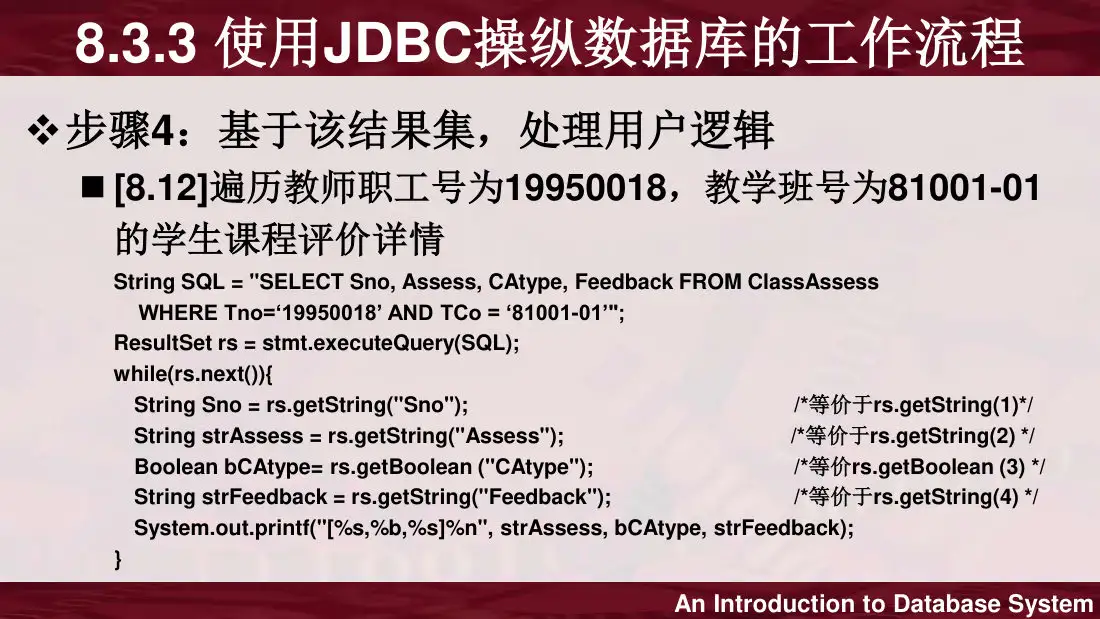 8.3.3 使用JDBC操纵数据库的工作流程
❖步骤4：基于该结果集，处理用户逻辑
■ [8.12]遍历教师职工号为19950018，教学班号为81001-01
的学生课程评价详情
String SQL = "SELECT Sno, Assess, CAtype, Feedback FROM ClassAssess
WHERE Tno=‘19950018’ AND TCo = ‘81001-01’";
ResultSet rs = stmt.executeQuery(SQL);
while(rs.next()){
String Sno = rs.getString("Sno"); /*等价于rs.getString(1)*/
String strAssess = rs.getString("Assess"); /*等价于rs.getString(2) */
Boolean bCAtype= rs.getBoolean ("CAtype"); /*等价rs.getBoolean (3) */
String strFeedback = rs.getString("Feedback"); /*等价于rs.getString(4) */
System.out.printf("[%s,%b,%s]%n", strAssess, bCAtype, strFeedback);
}
An Introduction to Database System